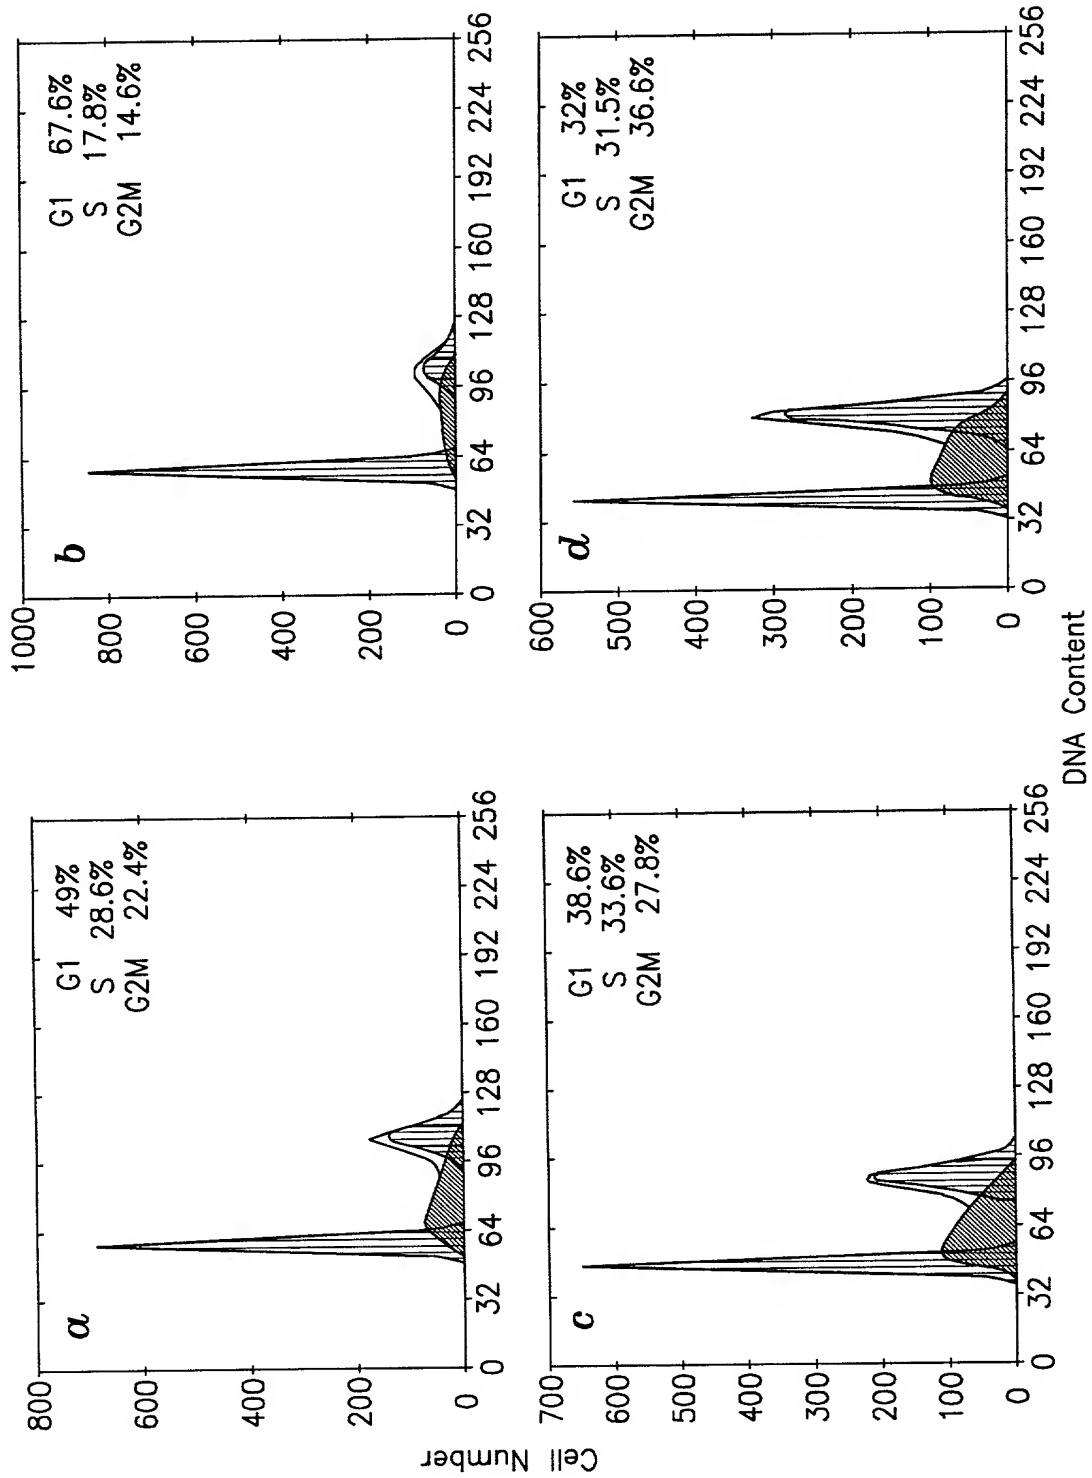 a
G1 49%
S 28.6%
G2M 22.4%
800
600
400
200
0
0 32 64 96 128 160 192 224 256
b
G1 67.6%
S 17.8%
G2M 14.6%
1000
800
600
400
200
0
0 32 64 96 128 160 192 224 256
c
G1 38.6%
S 33.6%
G2M 27.8%
700
600
500
400
300
200
100
0
0 32 64 96 128 160 192 224 256
d
G1 32%
S 31.5%
G2M 36.6%
600
500
400
300
200
100
0
0 32 64 96 128 160 192 224 256
Cell Number
DNA Content